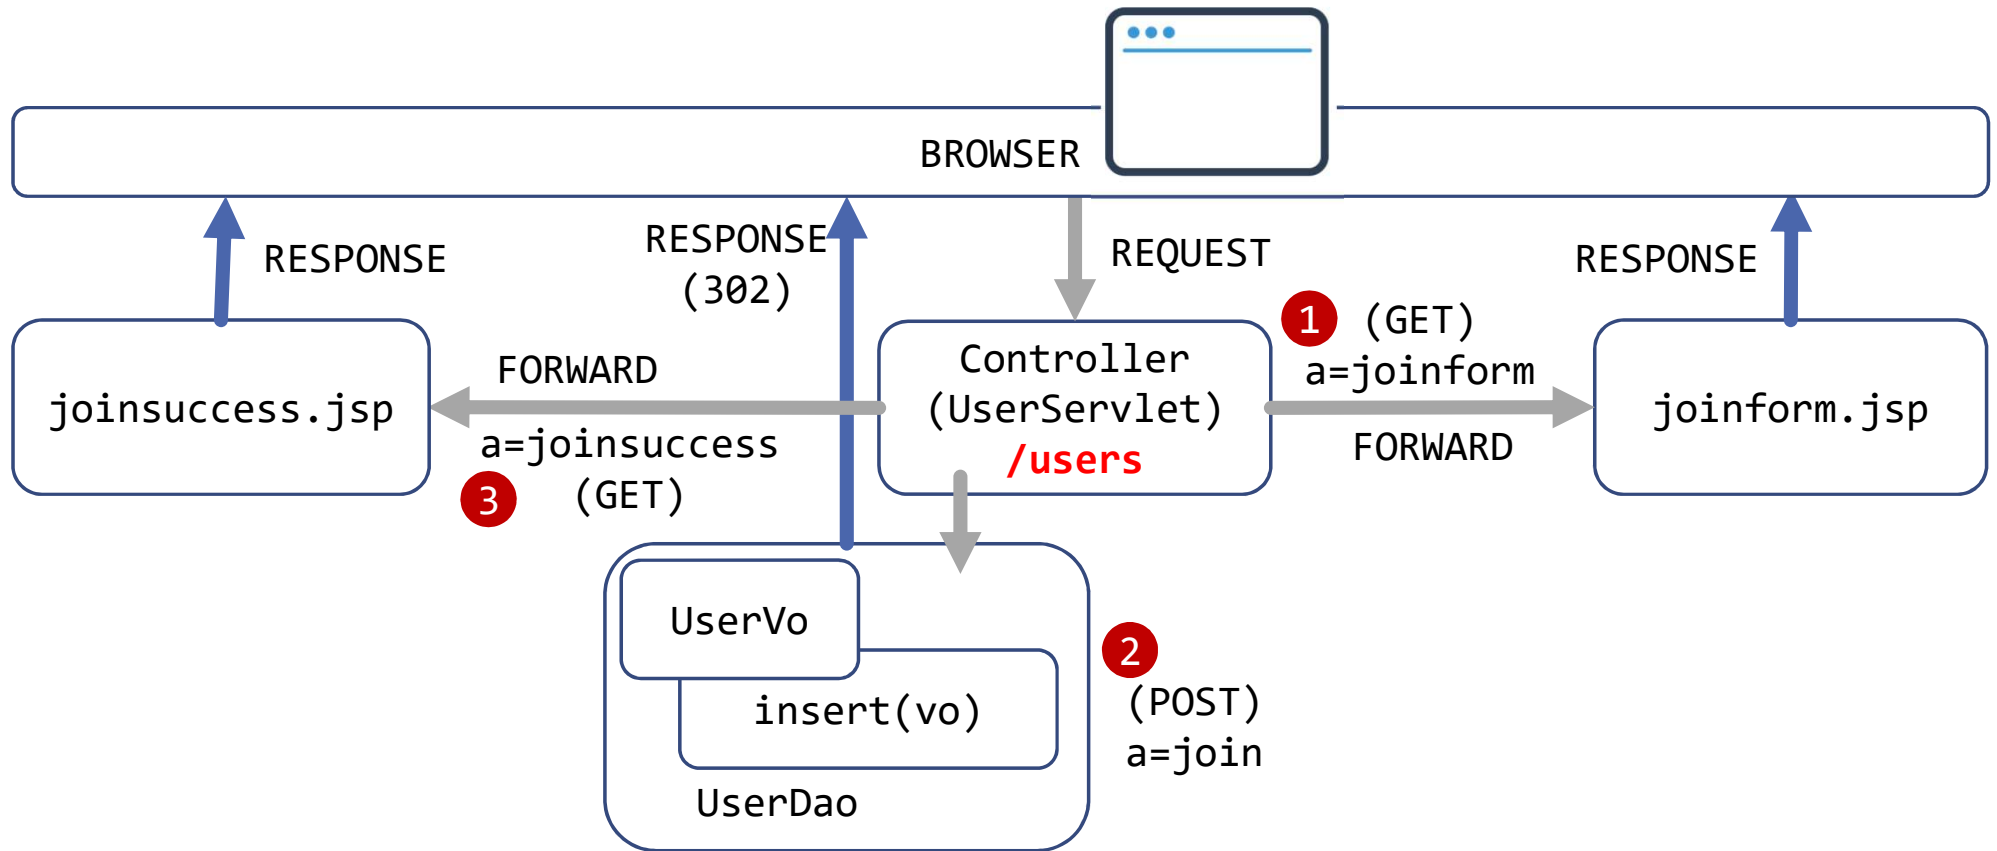 BROWSER
RESPONSE
RESPONSE
(302)
REQUEST
RESPONSE
1
(GET)
a=joinform
FORWARD
joinform.jsp
Controller
(UserServlet)
/users
FORWARD
joinsuccess.jsp
a=joinsuccess
3
(GET)
UserVo
insert(vo)
UserDao
2
(POST)
a=join